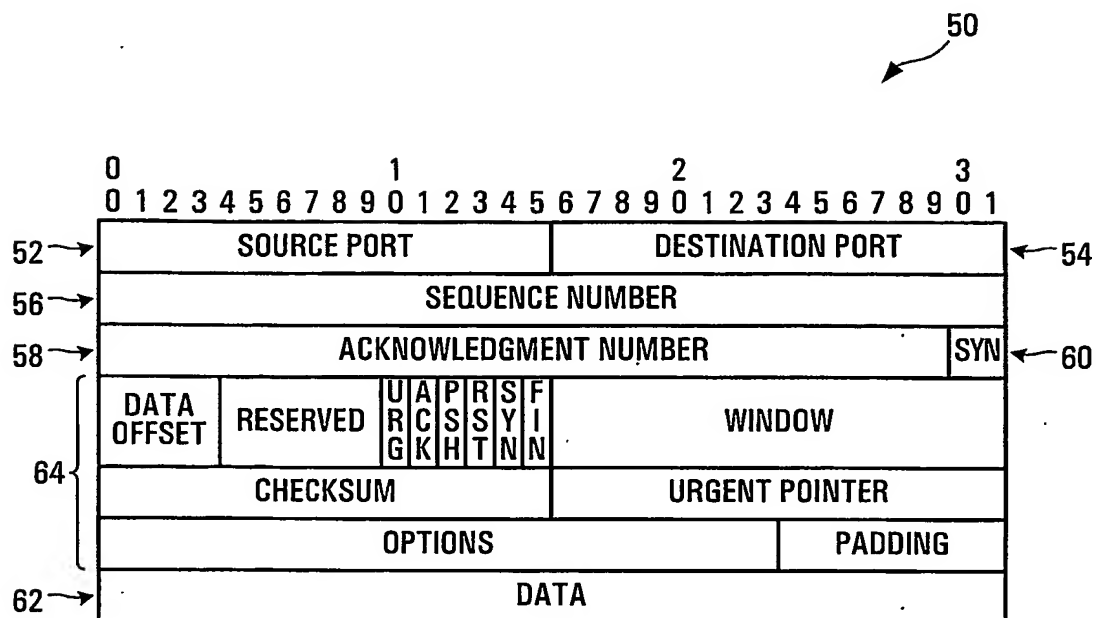 50
0 1 2 3
0 1 2 3 4 5 6 7 8 9 0 1 2 3 4 5 6 7 8 9 0 1 2 3 4 5 6 7 8 9 0 1
52 SOURCE PORT DESTINATION PORT 54
56 SEQUENCE NUMBER
58 ACKNOWLEDGMENT NUMBER SYN 60
64 DATA OFFSET RESERVED URG ACK PSH RST SYN FIN WINDOW
CHECKSUM URGENT POINTER
OPTIONS PADDING
62 DATA